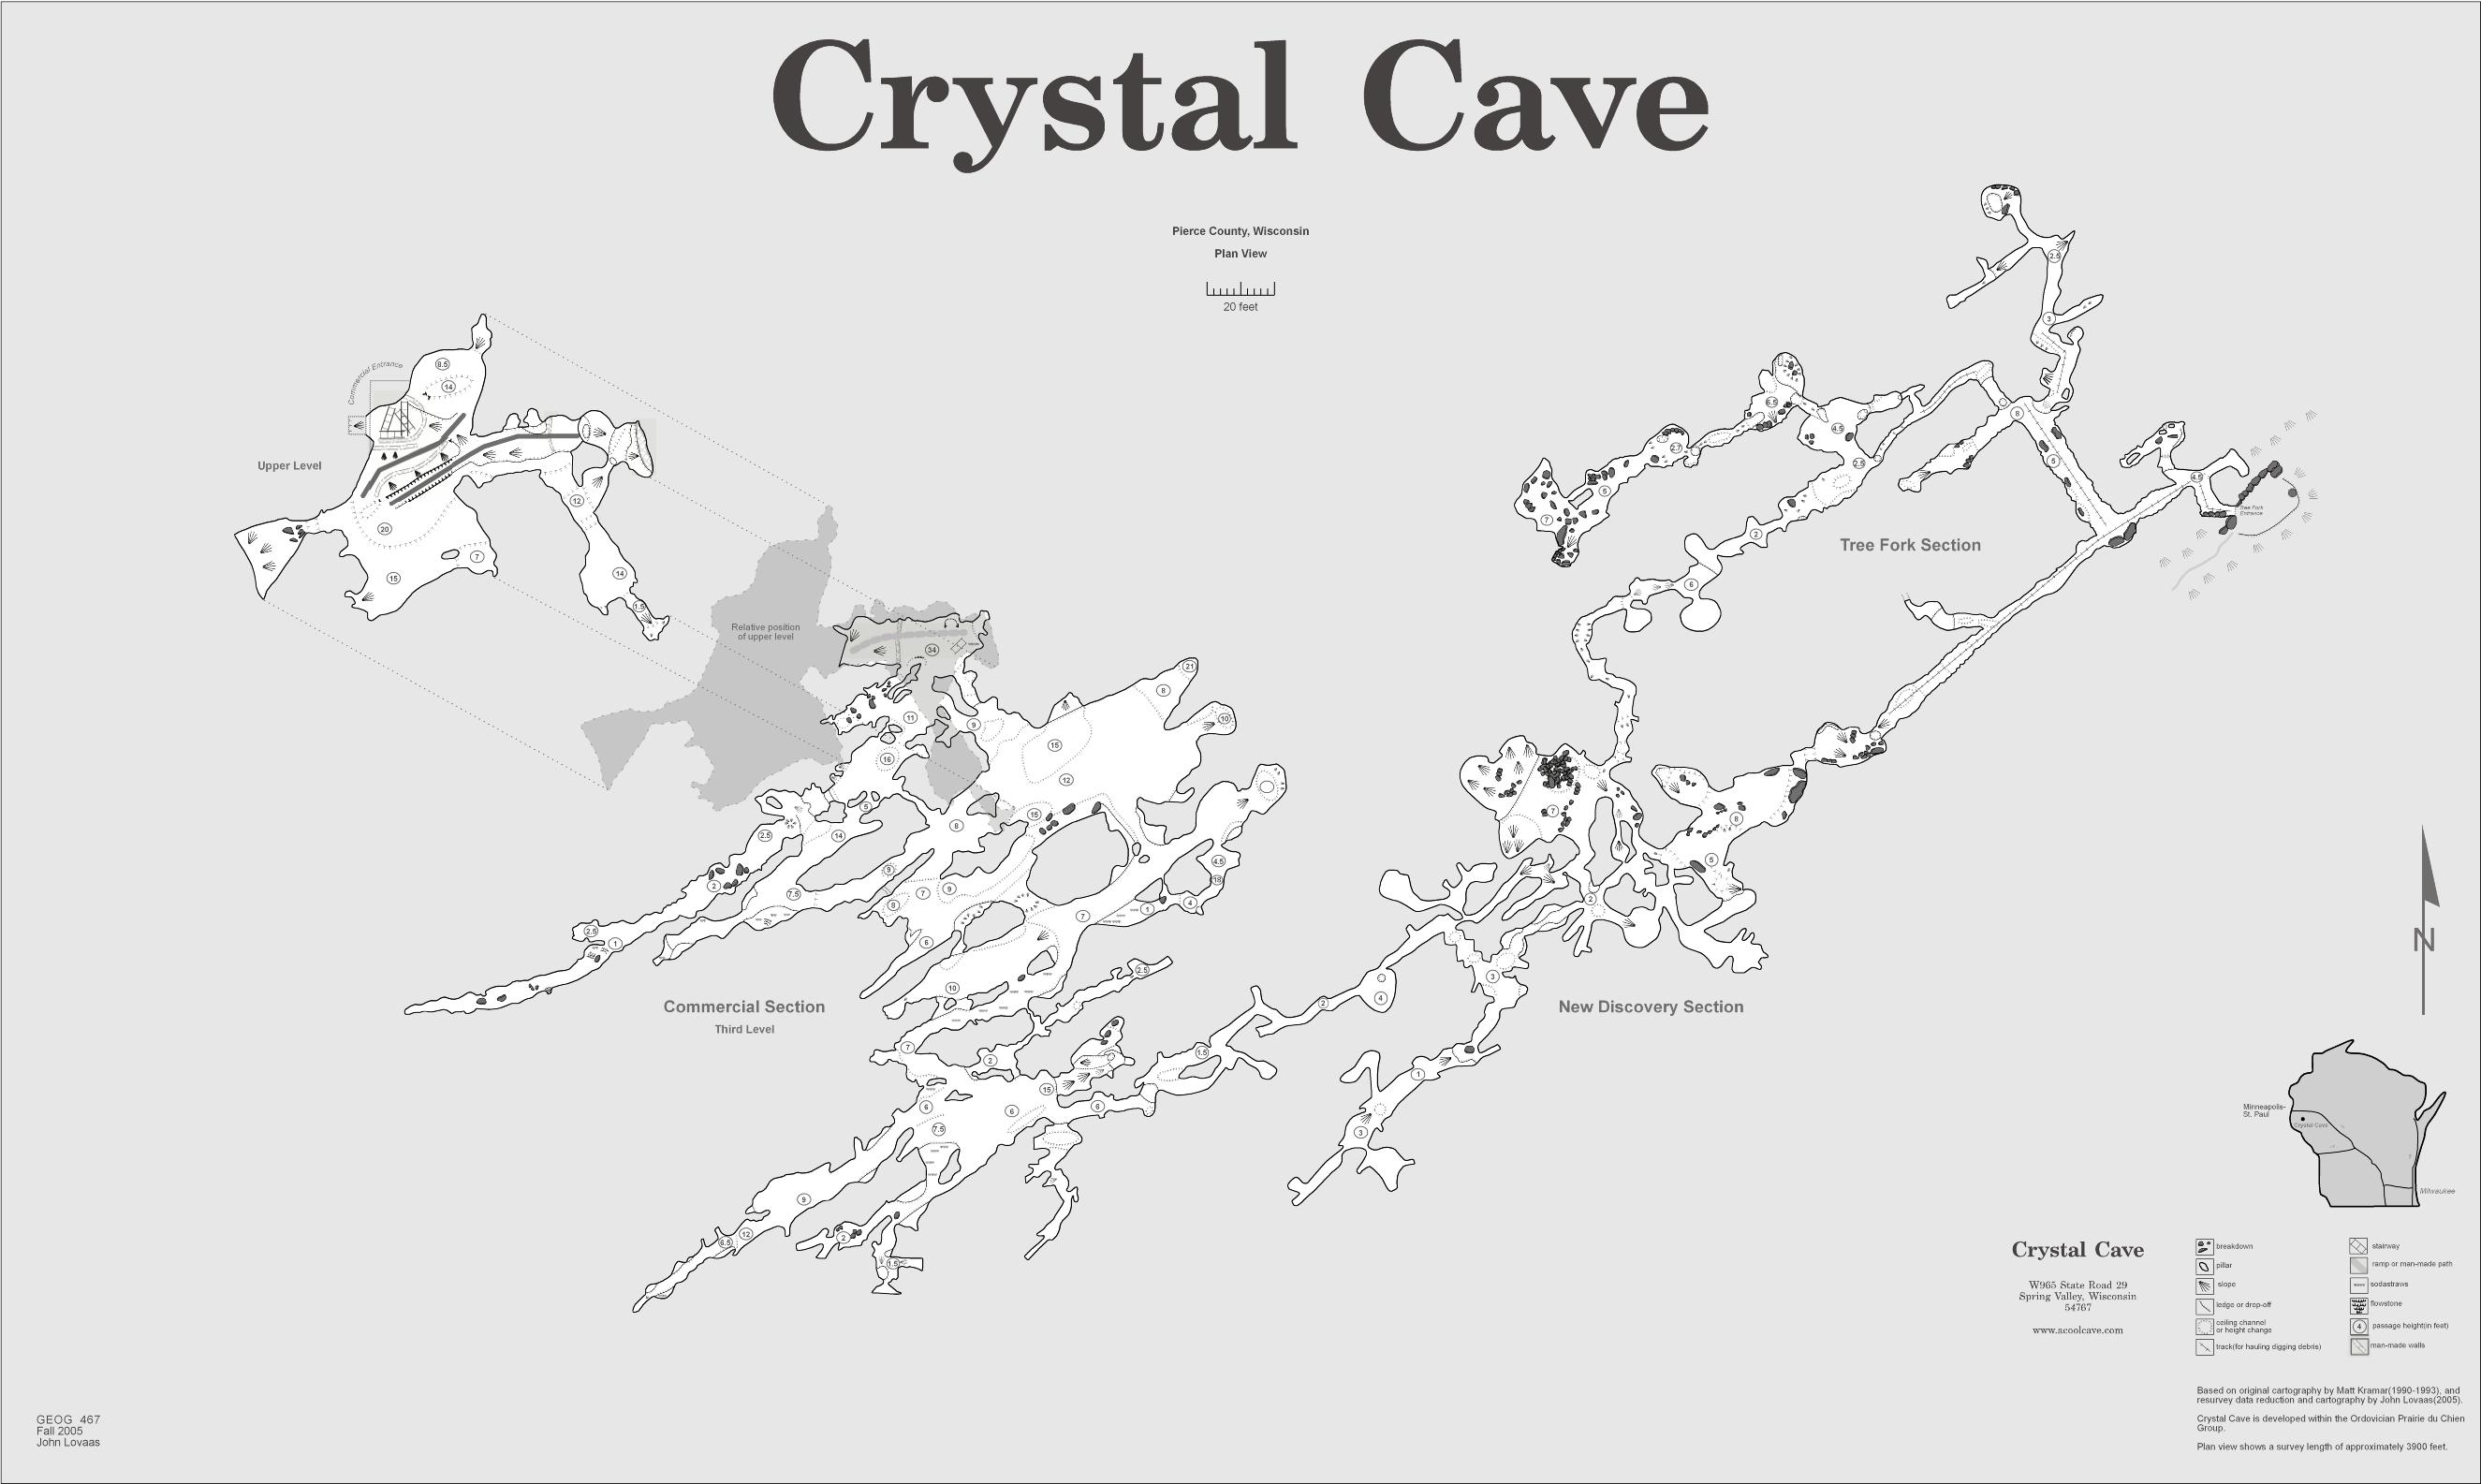 Crystal Cave
Pierce County, Wisconsin
Plan View
20 feet
Commercial Entrance
8.5
14
Upper Level
12
20
7
15
14
1.5
Relative position
of upper level
34
21
8
10
11
9
15
16
12
5
15
8
2.5
14
4.5
18
9
2
7.5
7
9
8
4
1
7
2.5
1
6
2.5
10
Commercial Section
Third Level
7
2
15
6
6
6
7.5
9
12
6.5
2
1.5
1.5
2
4
2.5
3
6.5
4.5
8
2.7
2.5
5
4.5
5
7
2
Tree Fork
Entrance
Tree Fork Section
6
7
8
5
2
3
New Discovery Section
1
3
N
Minneapolis-
St. Paul
Crystal Cave
Milwaukee
Crystal Cave
W965 State Road 29
Spring Valley, Wisconsin
54767
www.acoolcave.com
breakdown
pillar
slope
ledge or drop-off
ceiling channel
or height change
track(for hauling digging debris)
stairway
ramp or man-made path
sodastraws
flowstone
4
passage height(in feet)
man-made walls
Based on original cartography by Matt Kramar(1990-1993), and
resurvey data reduction and cartography by John Lovaas(2005).
Crystal Cave is developed within the Ordovician Prairie du Chien
Group.
Plan view shows a survey length of approximately 3900 feet.
GEOG 467
Fall 2005
John Lovaas